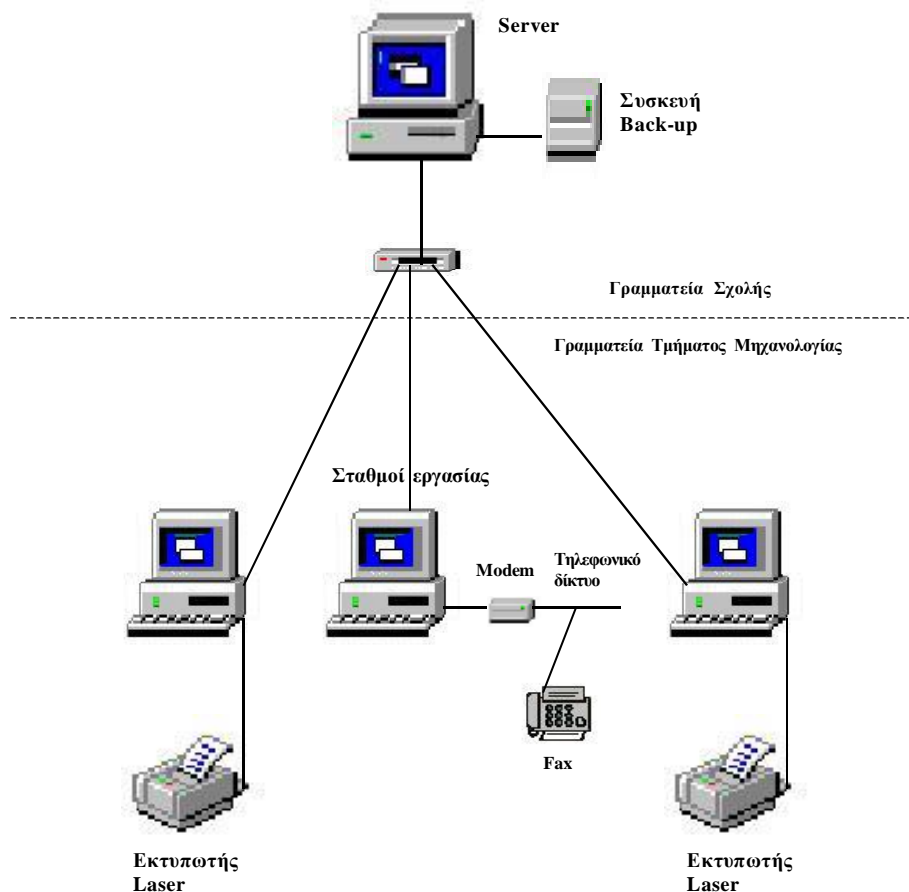 Server
Συσκευή
Back-up
Γραμματεία Σχολής
Γραμματεία Τμήματος Μηχανολογίας
Σταθμοί εργασίας
Modem
Τηλεφωνικό
δίκτυο
Fax
Εκτυπωτής
Laser
Εκτυπωτής
Laser